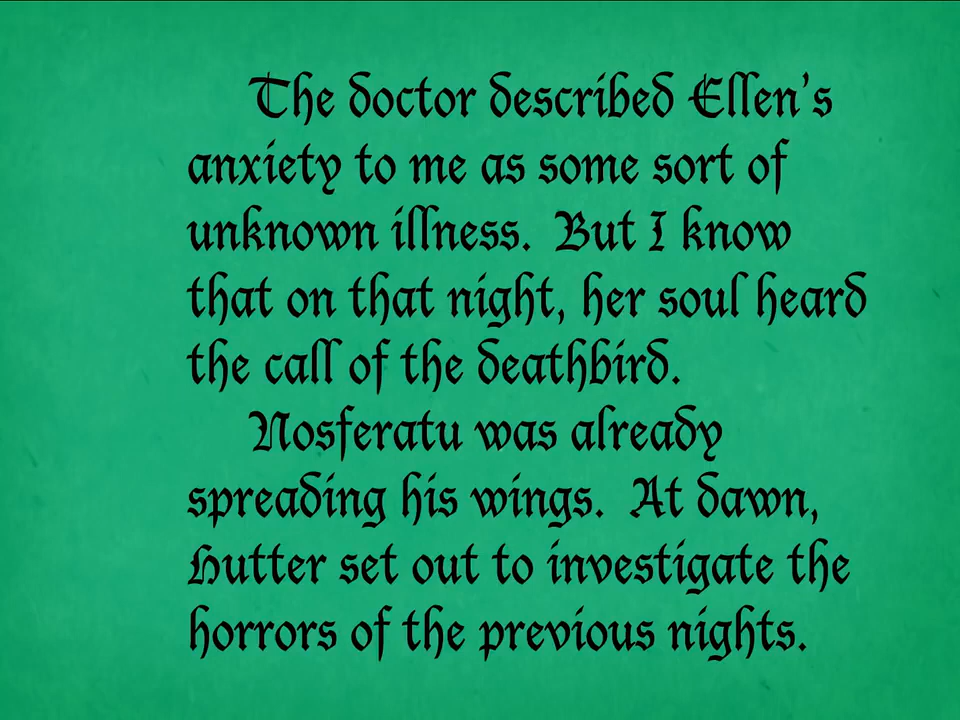 The doctor described Ellen's
anxiety to me as some sort of
unknown illness. But I know
that on that night, her soul heard
the call of the deathbird.
Nosferatu was already
spreading his wings. At dawn,
Hutter set out to investigate the
horrors of the previous nights.